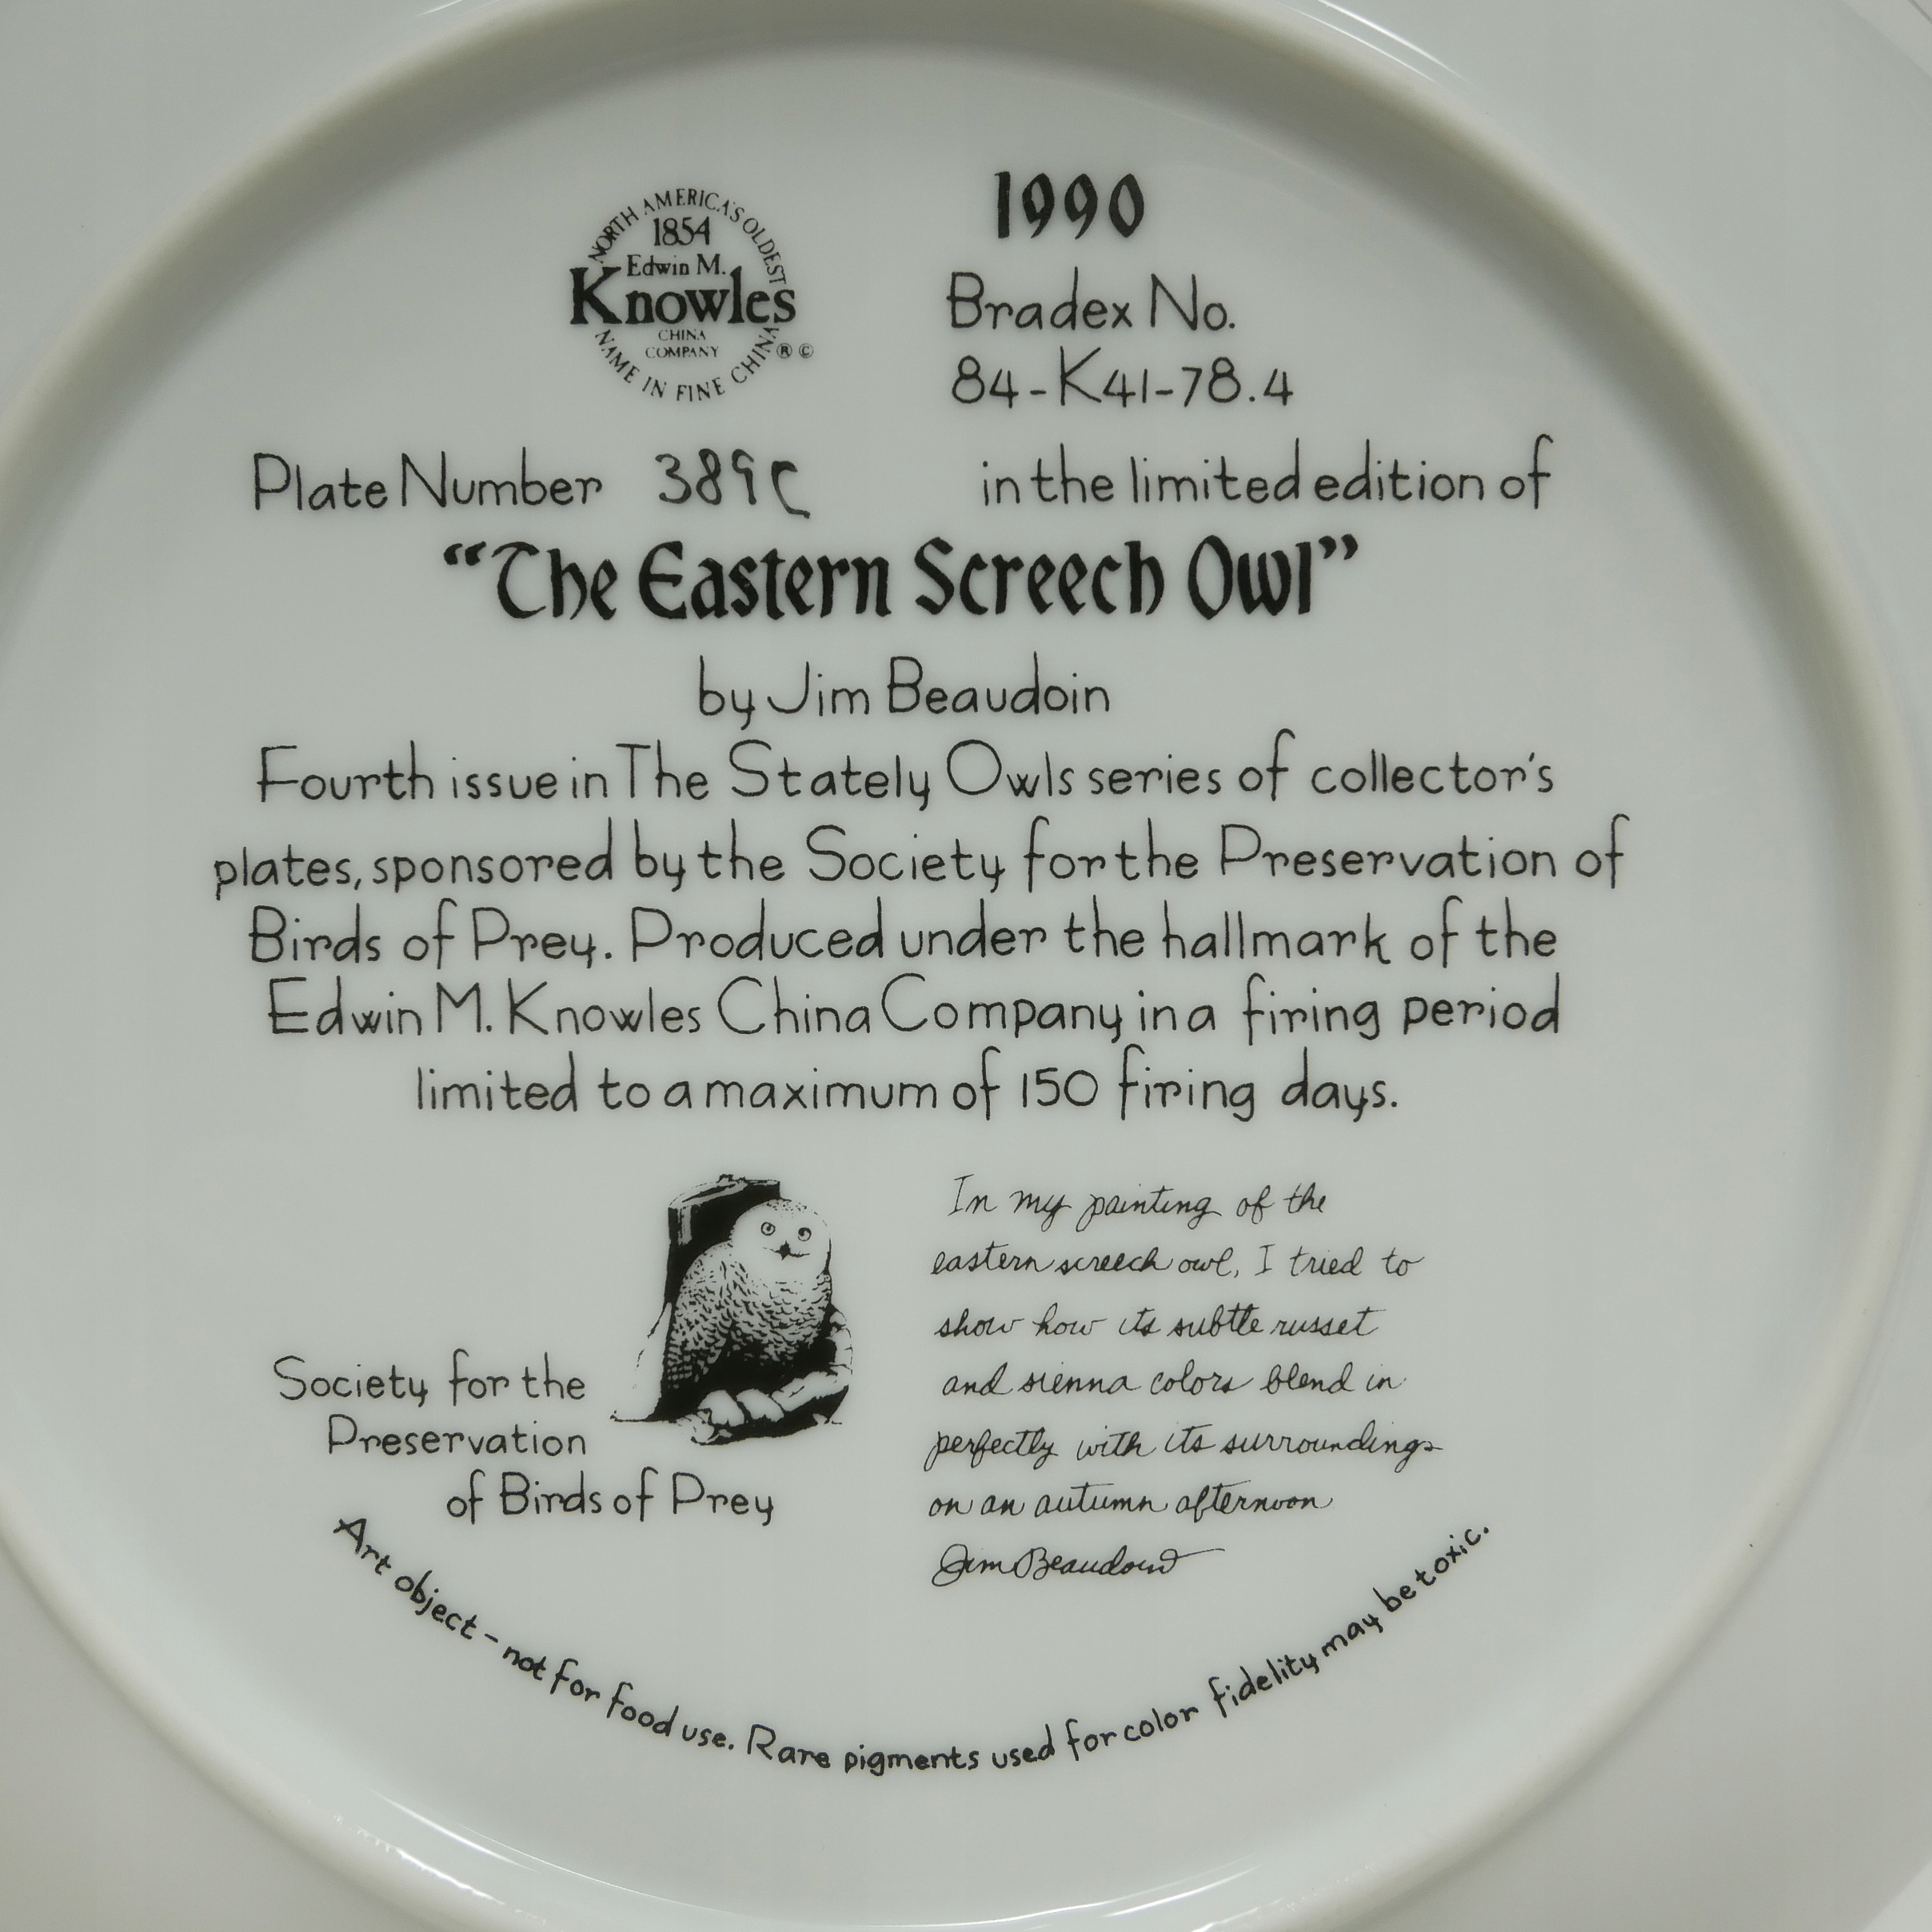 NORTH AMERICA'S OLDEST
1854
Edwin M.
Knowles
CHINA
COMPANY
NAME IN FINE CHINA
® ©
1990
Bradex No.
84-K41-78.4
Plate Number 389C in the limited edition of
“The Eastern Screech Owl”
by Jim Beaudoin
Fourth issue in The Stately Owls series of collector's
plates, sponsored by the Society for the Preservation of
Birds of Prey. Produced under the hallmark of the
Edwin M. Knowles China Company in a firing period
limited to a maximum of 150 firing days.
Society for the
Preservation
of Birds of Prey
In my painting of the
eastern screech owl, I tried to
show how its subtle russet
and sienna colors blend in
perfectly with its surroundings
on an autumn afternoon
Jim Beaudoin
Art object - not for food use. Rare pigments used for color fidelity may be toxic.